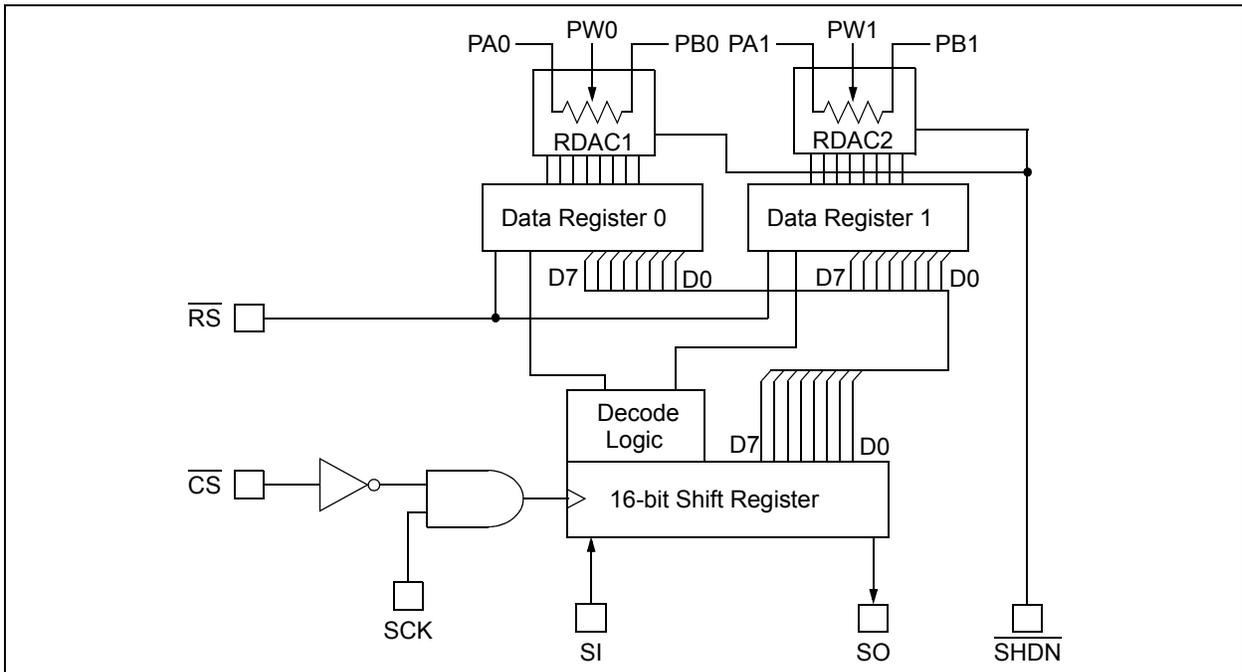 PA0
PW0
PB0
PA1
PW1
PB1
RDAC1
RDAC2
Data Register 0
Data Register 1
D7
D0
D7
D0
RS
Decode
Logic
D7
D0
CS
16-bit Shift Register
SCK
SI
SO
SHDN